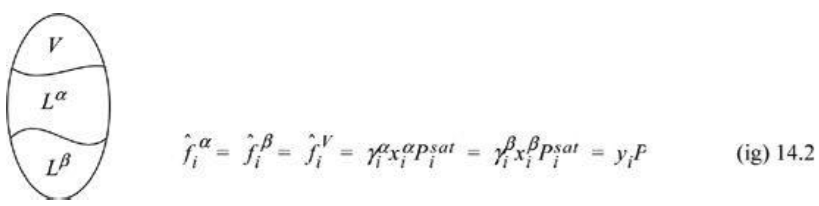 V
L^α
L^β
f̂_i^α = f̂_i^β = f̂_i^V = γ_i^α x_i^α P_i^sat = γ_i^β x_i^β P_i^sat = y_i P (ig) 14.2